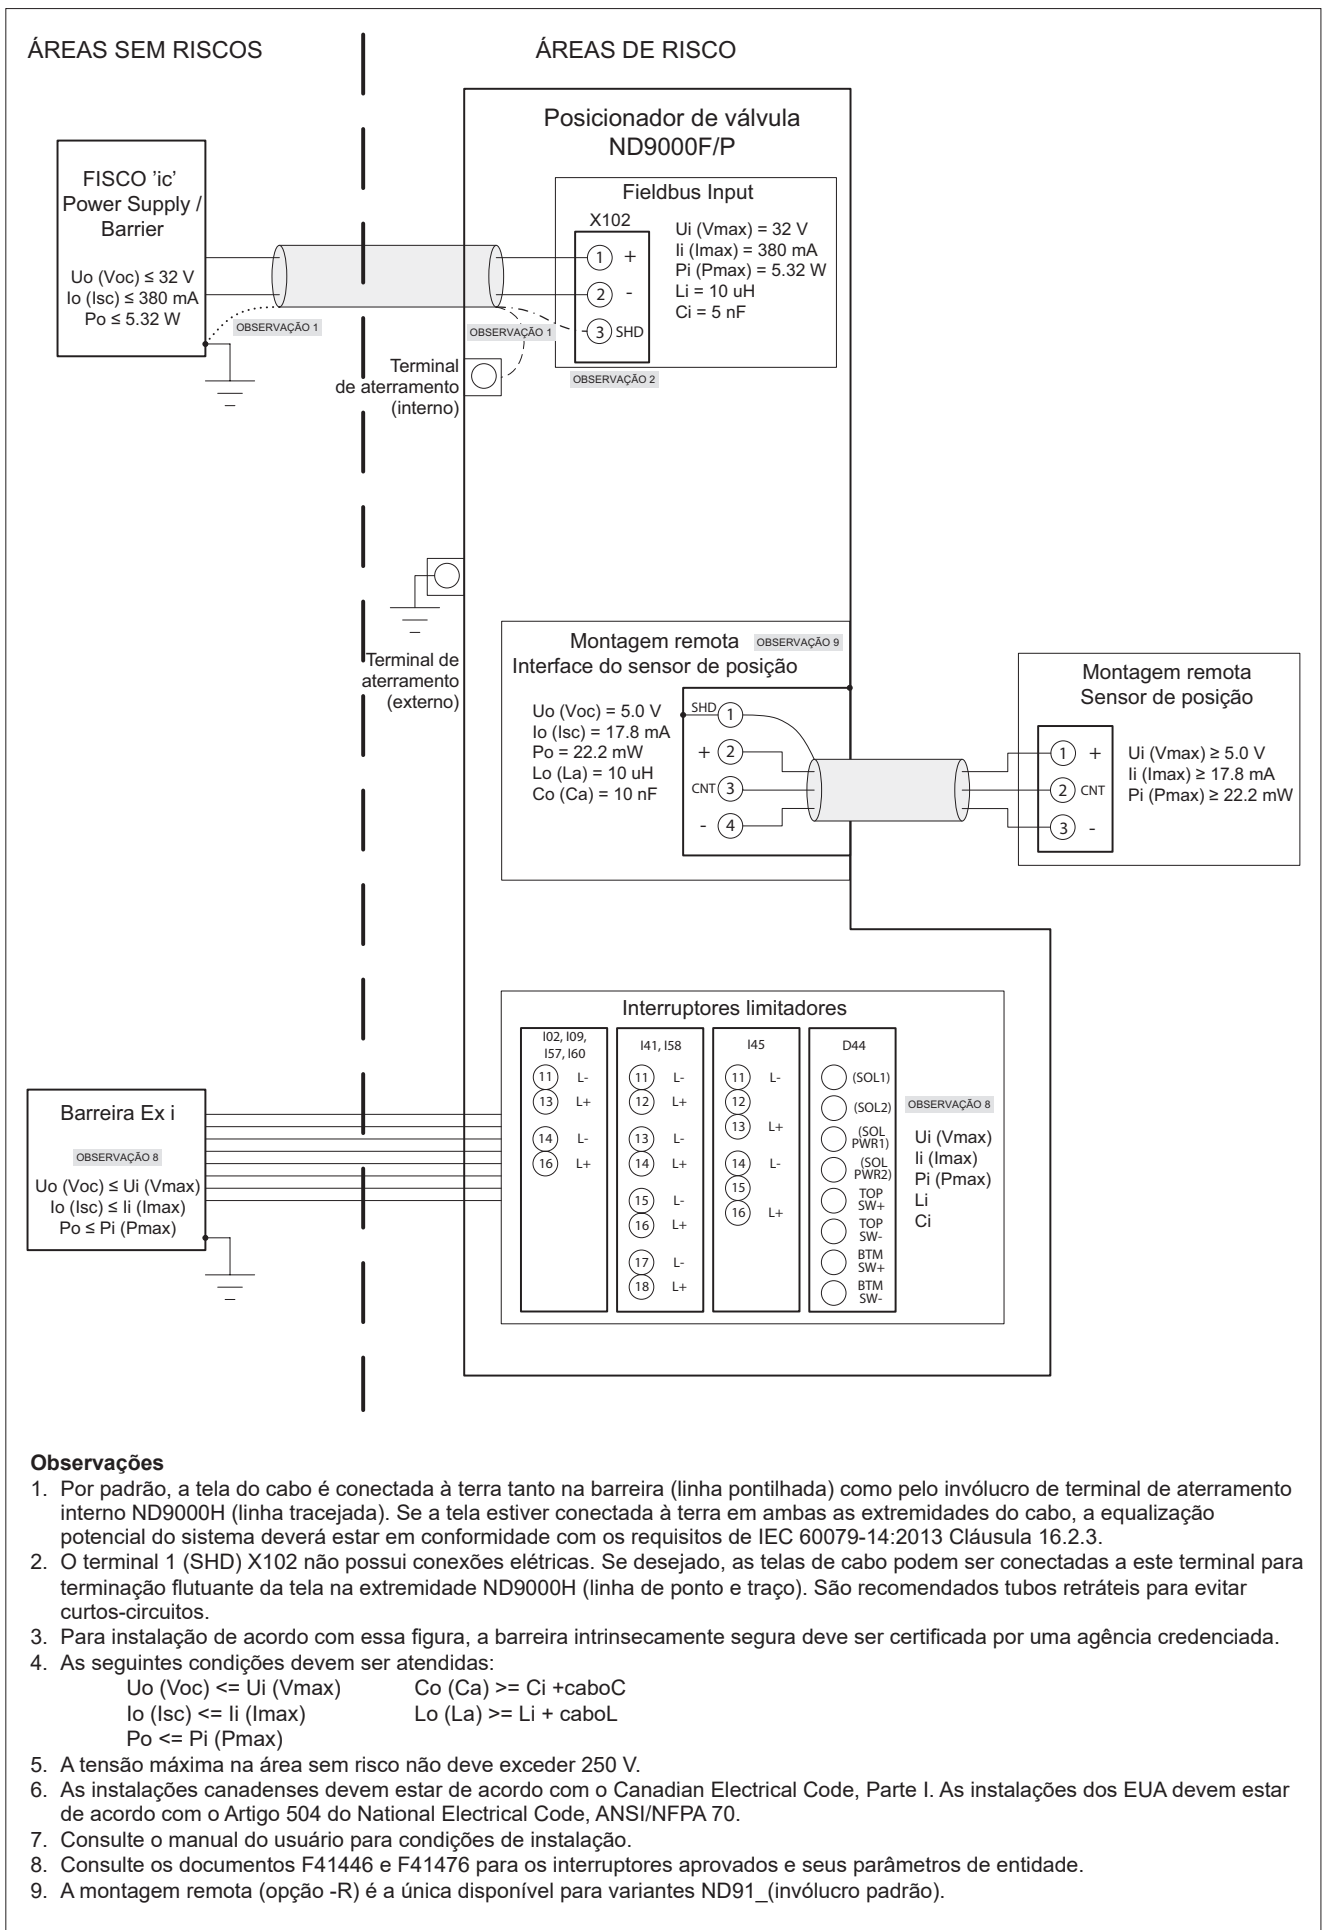 ÁREAS SEM RISCOS
ÁREAS DE RISCO
Posicionador de válvula
ND9000F/P
FISCO ’ic’
Power Supply /
Barrier
Uo (Voc) ≤ 32 V
Io (Isc) ≤ 380 mA
Po ≤ 5.32 W
OBSERVAÇÃO 1
OBSERVAÇÃO 1
Fieldbus Input
X102
1 +
2 -
3 SHD
Ui (Vmax) = 32 V
Ii (Imax) = 380 mA
Pi (Pmax) = 5.32 W
Li = 10 uH
Ci = 5 nF
OBSERVAÇÃO 2
Terminal
de aterramento
(interno)
Terminal de
aterramento
(externo)
Montagem remota OBSERVAÇÃO 9
Interface do sensor de posição
Uo (Voc) = 5.0 V
Io (Isc) = 17.8 mA
Po = 22.2 mW
Lo (La) = 10 uH
Co (Ca) = 10 nF
SHD 1
+ 2
CNT 3
- 4
Montagem remota
Sensor de posição
1 +
2 CNT
3 -
Ui (Vmax) ≥ 5.0 V
Ii (Imax) ≥ 17.8 mA
Pi (Pmax) ≥ 22.2 mW
Interruptores limitadores
I02, I09,
I57, I60
11 L-
13 L+
14 L-
16 L+
I41, I58
11 L-
12 L+
13 L-
14 L+
15 L-
16 L+
17 L-
18 L+
I45
11 L-
12
13 L+
14 L-
15
16 L+
D44
(SOL1)
(SOL2)
(SOL
PWR1)
(SOL
PWR2)
TOP
SW+
TOP
SW-
BTM
SW+
BTM
SW-
OBSERVAÇÃO 8
Ui (Vmax)
Ii (Imax)
Pi (Pmax)
Li
Ci
Barreira Ex i
OBSERVAÇÃO 8
Uo (Voc) ≤ Ui (Vmax)
Io (Isc) ≤ Ii (Imax)
Po ≤ Pi (Pmax)
Observações
1. Por padrão, a tela do cabo é conectada à terra tanto na barreira (linha pontilhada) como pelo invólucro de terminal de aterramento
interno ND9000H (linha tracejada). Se a tela estiver conectada à terra em ambas as extremidades do cabo, a equalização
potencial do sistema deverá estar em conformidade com os requisitos de IEC 60079-14:2013 Cláusula 16.2.3.
2. O terminal 1 (SHD) X102 não possui conexões elétricas. Se desejado, as telas de cabo podem ser conectadas a este terminal para
terminação flutuante da tela na extremidade ND9000H (linha de ponto e traço). São recomendados tubos retráteis para evitar
curtos-circuitos.
3. Para instalação de acordo com essa figura, a barreira intrinsecamente segura deve ser certificada por uma agência credenciada.
4. As seguintes condições devem ser atendidas:
Uo (Voc) <= Ui (Vmax) Co (Ca) >= Ci +caboC
Io (Isc) <= Ii (Imax) Lo (La) >= Li + caboL
Po <= Pi (Pmax)
5. A tensão máxima na área sem risco não deve exceder 250 V.
6. As instalações canadenses devem estar de acordo com o Canadian Electrical Code, Parte I. As instalações dos EUA devem estar
de acordo com o Artigo 504 do National Electrical Code, ANSI/NFPA 70.
7. Consulte o manual do usuário para condições de instalação.
8. Consulte os documentos F41446 e F41476 para os interruptores aprovados e seus parâmetros de entidade.
9. A montagem remota (opção -R) é a única disponível para variantes ND91_(invólucro padrão).